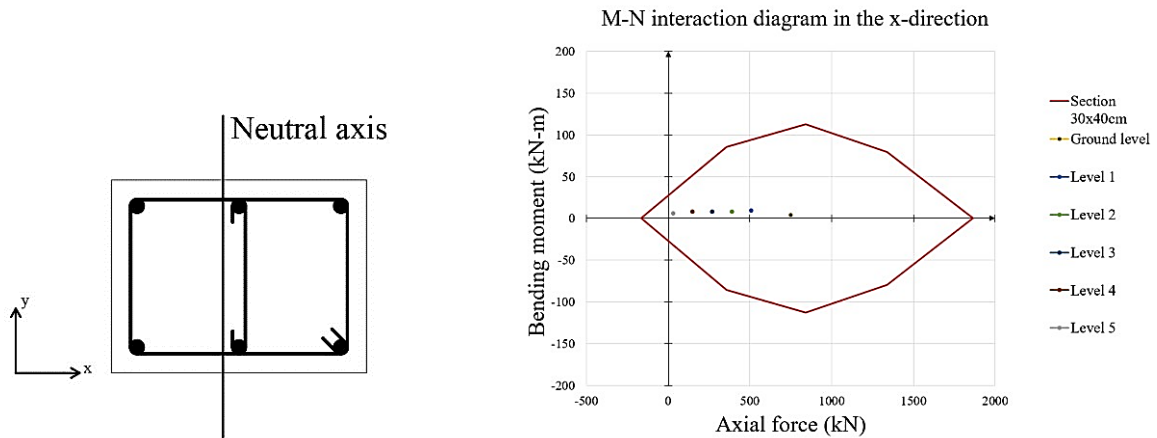 M-N interaction diagram in the x-direction
Neutral axis
y
x
Bending moment (kN-m)
200
150
100
50
0
-50
-100
-150
-200
-500
0
500
1000
1500
2000
Axial force (kN)
Section
30x40cm
Ground level
Level 1
Level 2
Level 3
Level 4
Level 5